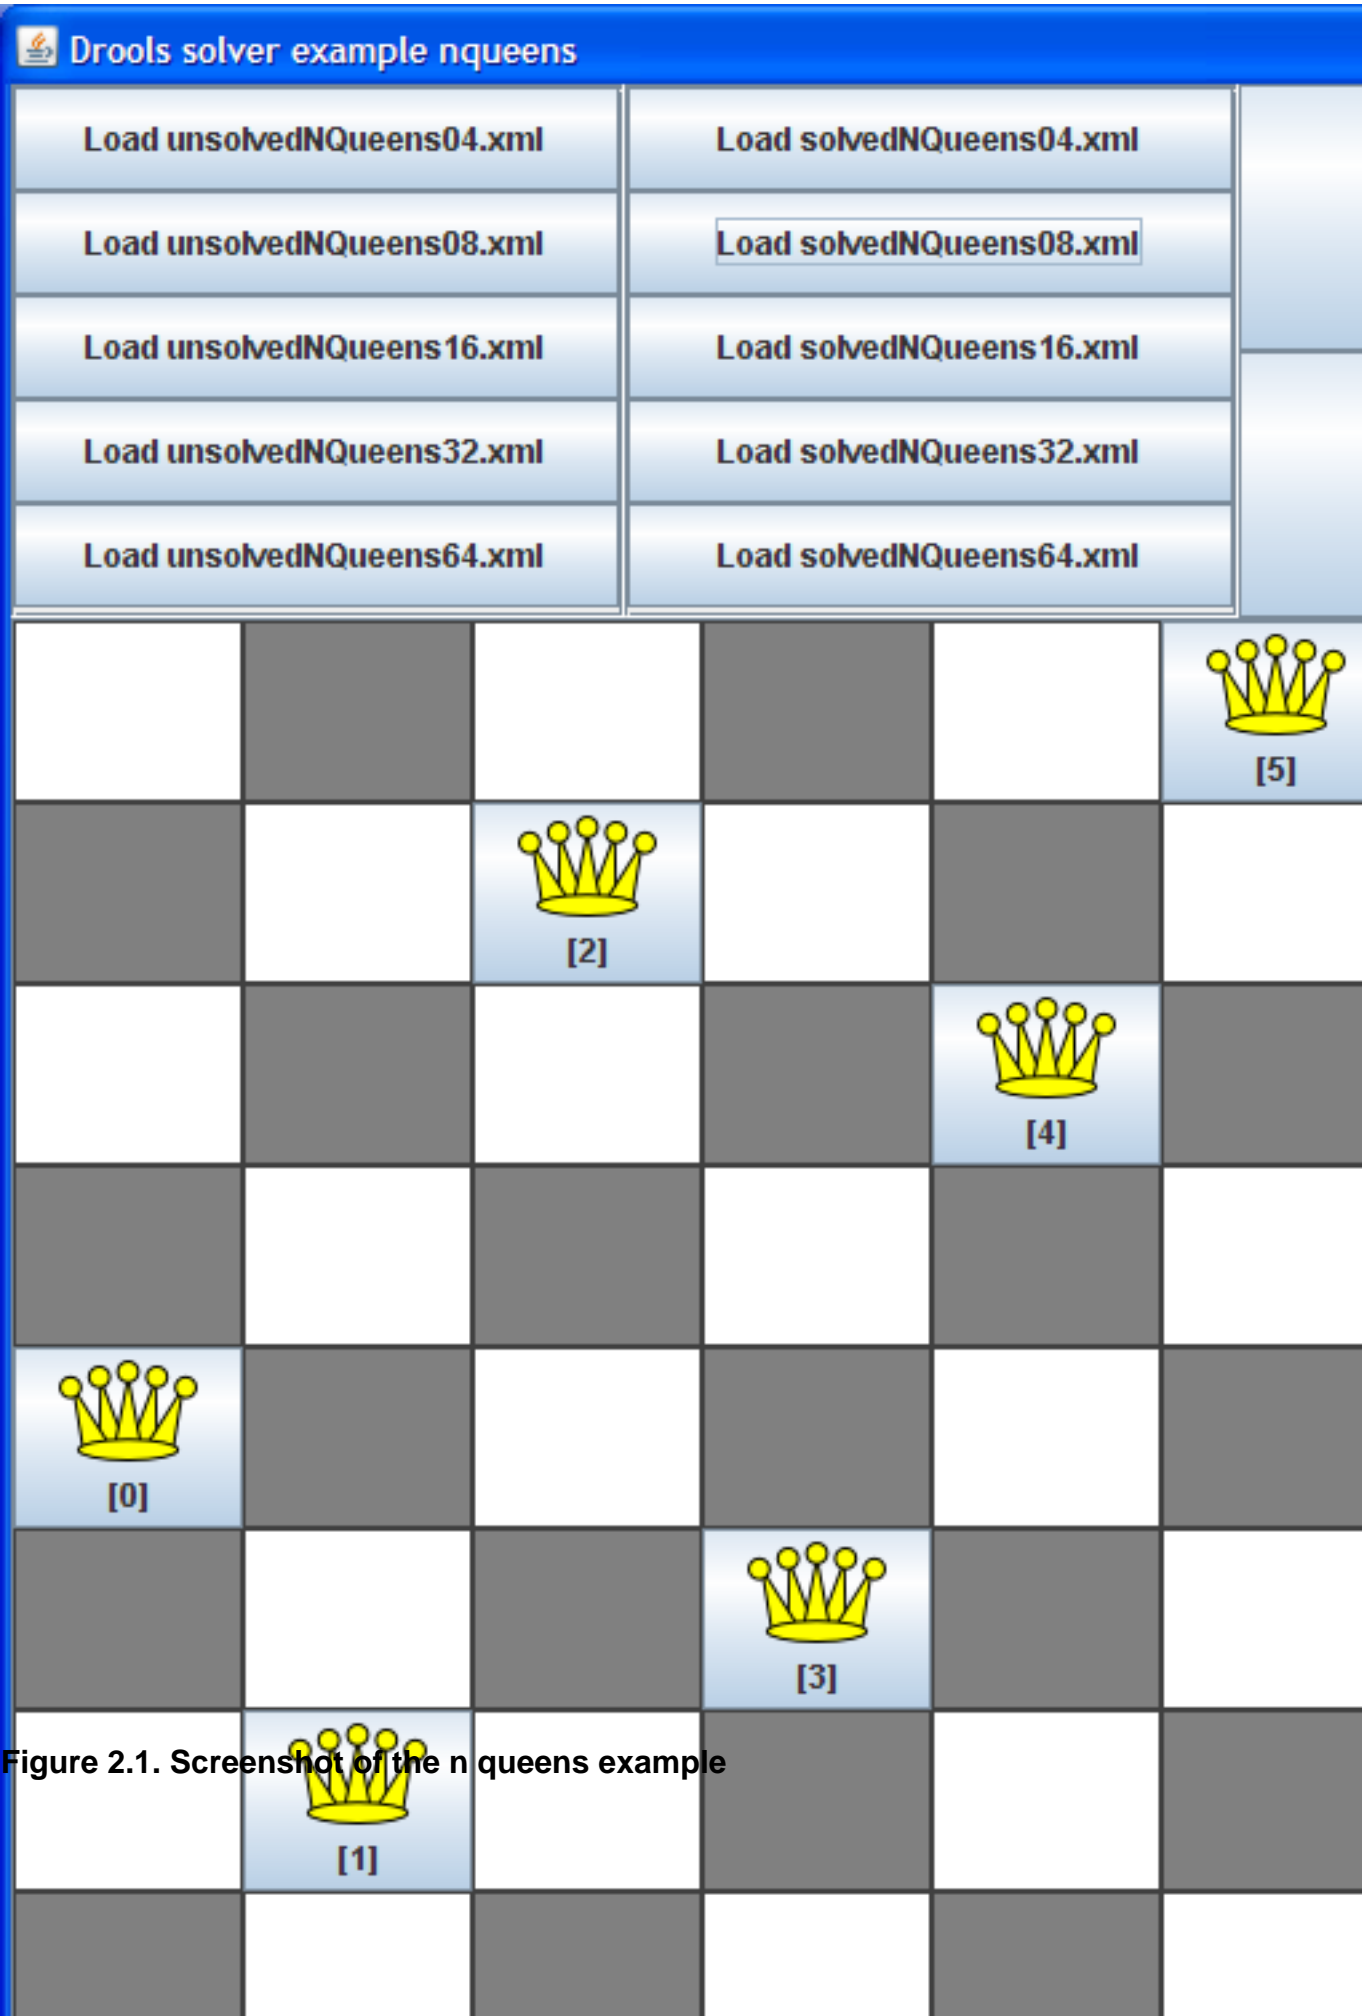 Drools solver example nqueens
Load unsolvedNQueens04.xml
Load solvedNQueens04.xml
Load unsolvedNQueens08.xml
Load solvedNQueens08.xml
Load unsolvedNQueens16.xml
Load solvedNQueens16.xml
Load unsolvedNQueens32.xml
Load solvedNQueens32.xml
Load unsolvedNQueens64.xml
Load solvedNQueens64.xml
[5]
[2]
[4]
[0]
[3]
Figure 2.1. Screenshot of the n queens example
[1]